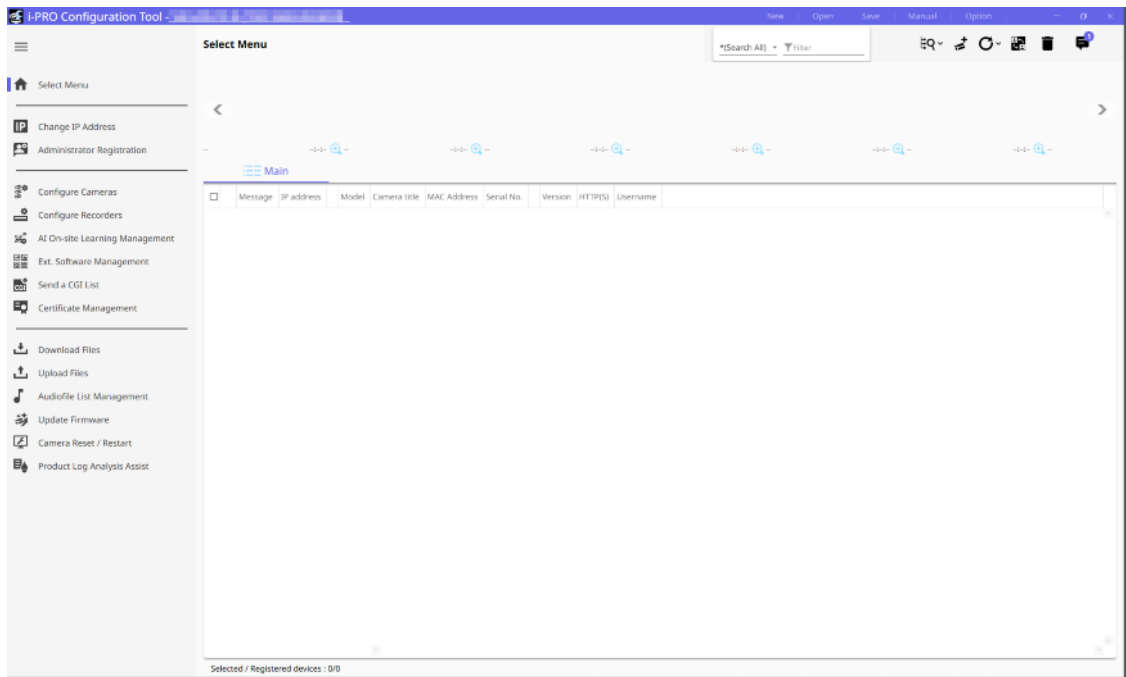 i-PRO Configuration Tool -
New Open Save Manual Option
Select Menu
*(Search All) Filter
3
Select Menu
IP Change IP Address
Administrator Registration
Main
Message IP address Model Camera title MAC Address Serial No. Version HTTP(S) Username
Configure Cameras
Configure Recorders
AI On-site Learning Management
Ext. Software Management
CGI Send a CGI List
Certificate Management
Download Files
Upload Files
Audiofile List Management
Update Firmware
Camera Reset / Restart
Product Log Analysis Assist
Selected / Registered devices : 0/0